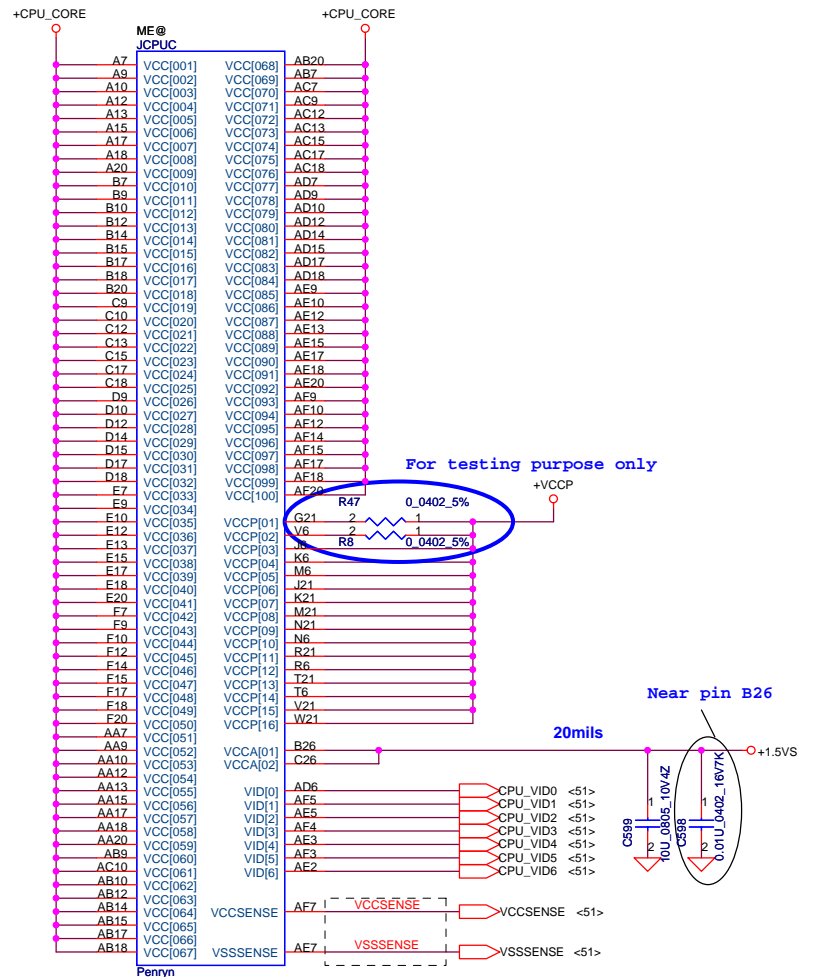 +CPU_CORE +CPU_CORE
ME@
JCPUC
A7 VCC[001] VCC[068] AB20
A9 VCC[002] VCC[069] AB7
A10 VCC[003] VCC[070] AC7
A12 VCC[004] VCC[071] AC9
A13 VCC[005] VCC[072] AC12
A15 VCC[006] VCC[073] AC13
A17 VCC[007] VCC[074] AC15
A18 VCC[008] VCC[075] AC17
A20 VCC[009] VCC[076] AC18
B7 VCC[010] VCC[077] AD7
B9 VCC[011] VCC[078] AD9
B10 VCC[012] VCC[079] AD10
B12 VCC[013] VCC[080] AD12
B14 VCC[014] VCC[081] AD14
B15 VCC[015] VCC[082] AD15
B17 VCC[016] VCC[083] AD17
B18 VCC[017] VCC[084] AD18
B20 VCC[018] VCC[085] AE9
C9 VCC[019] VCC[086] AE10
C10 VCC[020] VCC[087] AE12
C12 VCC[021] VCC[088] AE13
C13 VCC[022] VCC[089] AE15
C15 VCC[023] VCC[090] AE17
C17 VCC[024] VCC[091] AE18
C18 VCC[025] VCC[092] AE20
D9 VCC[026] VCC[093] AF9
D10 VCC[027] VCC[094] AF10
D12 VCC[028] VCC[095] AF12
D14 VCC[029] VCC[096] AF14
D15 VCC[030] VCC[097] AF15
D17 VCC[031] VCC[098] AF17
D18 VCC[032] VCC[099] AF18
E7 VCC[033] VCC[100] AF20
For testing purpose only
+VCCP
E9 VCC[034]
R47 0_0402_5%
E10 VCC[035] VCCP[01] G21 2 1
E12 VCC[036] VCCP[02] V6 2 1
R8 0_0402_5%
E13 VCC[037] VCCP[03] J6
E15 VCC[038] VCCP[04] K6
E17 VCC[039] VCCP[05] M6
E18 VCC[040] VCCP[06] J21
E20 VCC[041] VCCP[07] K21
F7 VCC[042] VCCP[08] M21
F9 VCC[043] VCCP[09] N21
F10 VCC[044] VCCP[10] N6
F12 VCC[045] VCCP[11] R21
F14 VCC[046] VCCP[12] R6
F15 VCC[047] VCCP[13] T21
F17 VCC[048] VCCP[14] T6
F18 VCC[049] VCCP[15] V21
F20 VCC[050] VCCP[16] W21
Near pin B26
AA7 VCC[051]
20mils
AA9 VCC[052] VCCA[01] B26 +1.5VS
AA10 VCC[053] VCCA[02] C26
AA12 VCC[054]
AA13 VCC[055] VID[0] AD6 CPU_VID0 <51>
AA15 VCC[056] VID[1] AF5 CPU_VID1 <51>
AA17 VCC[057] VID[2] AE5 CPU_VID2 <51>
AA18 VCC[058] VID[3] AF4 CPU_VID3 <51>
AA20 VCC[059] VID[4] AE3 CPU_VID4 <51>
AB9 VCC[060] VID[5] AF3 CPU_VID5 <51>
AC10 VCC[061] VID[6] AE2 CPU_VID6 <51>
C599 1 2 10U_0805_10V4Z
C598 1 2 0.01U_0402_16V7K
AB10 VCC[062]
AB12 VCC[063]
AB14 VCC[064] VCCSENSE AF7 VCCSENSE VCCSENSE <51>
AB15 VCC[065]
AB17 VCC[066]
AB18 VCC[067] VSSSENSE AE7 VSSSENSE VSSSENSE <51>
Penryn